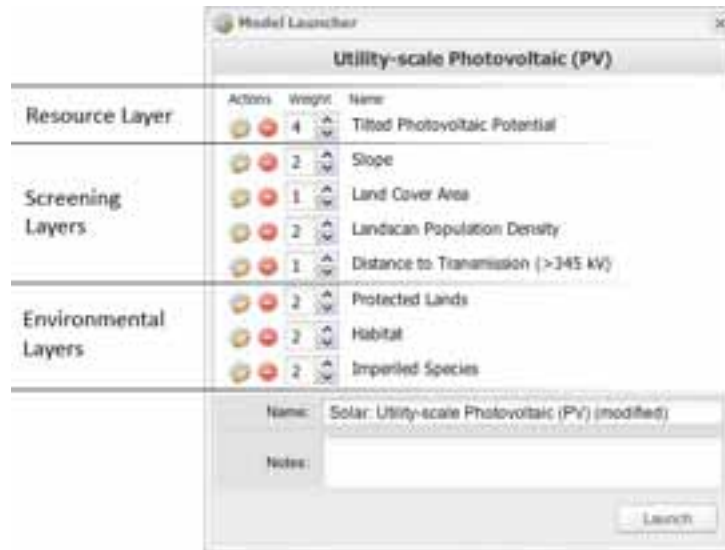 Model Launcher
Utility-scale Photovoltaic (PV)
Actions Weight Name
Resource Layer
4 Tilted Photovoltaic Potential
Screening
Layers
2 Slope
1 Land Cover Area
2 Landscan Population Density
1 Distance to Transmission (>345 kV)
Environmental
Layers
2 Protected Lands
2 Habitat
2 Imperiled Species
Name: Solar: Utility-scale Photovoltaic (PV) (modified)
Notes:
Launch